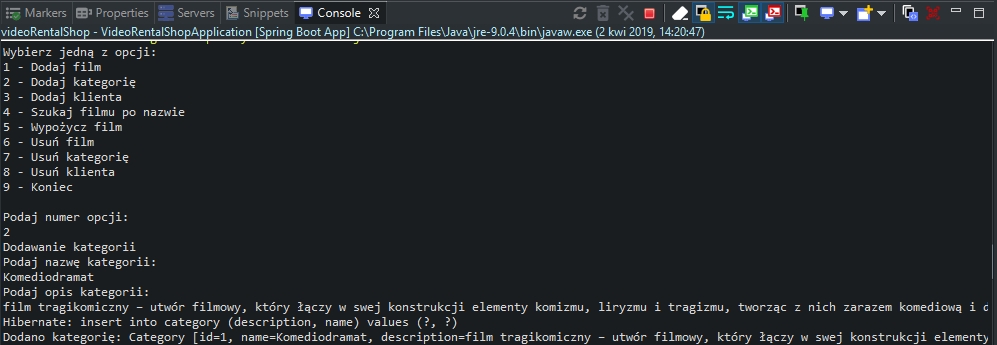 Markers Properties Servers Snippets Console
videoRentalShop - VideoRentalShopApplication [Spring Boot App] C:\Program Files\Java\jre-9.0.4\bin\javaw.exe (2 kwi 2019, 14:20:47)
Wybierz jedną z opcji:
1 - Dodaj film
2 - Dodaj kategorię
3 - Dodaj klienta
4 - Szukaj filmu po nazwie
5 - Wypożycz film
6 - Usuń film
7 - Usuń kategorię
8 - Usuń klienta
9 - Koniec
Podaj numer opcji:
2
Dodawanie kategorii
Podaj nazwę kategorii:
Komediodramat
Podaj opis kategorii:
film tragikomiczny – utwór filmowy, który łączy w swej konstrukcji elementy komizmu, liryzmu i tragizmu, tworząc z nich zarazem komediową i d
Hibernate: insert into category (description, name) values (?, ?)
Dodano kategorię: Category [id=1, name=Komediodramat, description=film tragikomiczny – utwór filmowy, który łączy w swej konstrukcji elementy